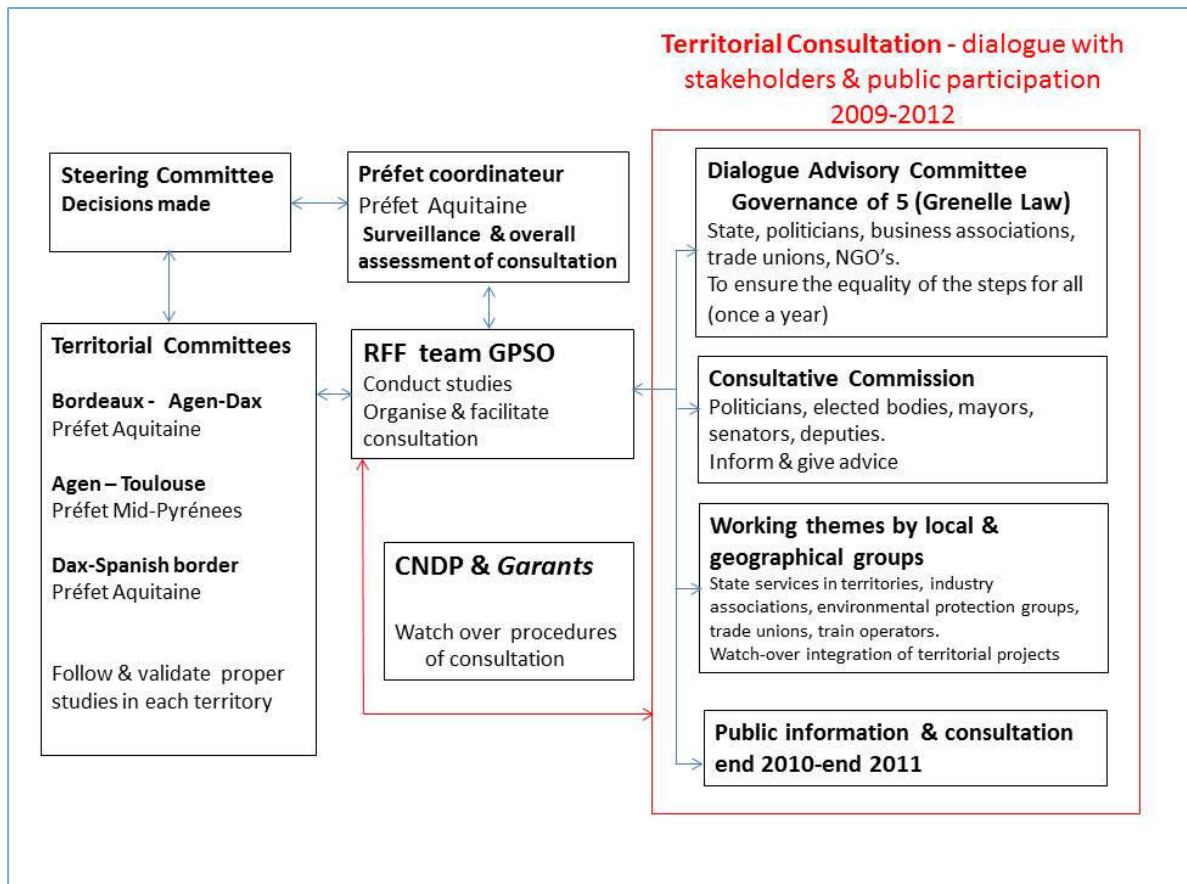 Territorial Consultation - dialogue with
stakeholders & public participation
2009-2012
Steering Committee
Decisions made
Préfet coordinateur
Préfet Aquitaine
Surveillance & overall
assessment of consultation
Dialogue Advisory Committee
Governance of 5 (Grenelle Law)
State, politicians, business associations,
trade unions, NGO's.
To ensure the equality of the steps for all
(once a year)
Territorial Committees
Bordeaux - Agen-Dax
Préfet Aquitaine
Agen – Toulouse
Préfet Mid-Pyrénees
Dax-Spanish border
Préfet Aquitaine
Follow & validate proper
studies in each territory
RFF team GPSO
Conduct studies
Organise & facilitate
consultation
Consultative Commission
Politicians, elected bodies, mayors,
senators, deputies.
Inform & give advice
CNDP & Garants
Watch over procedures
of consultation
Working themes by local &
geographical groups
State services in territories, industry
associations, environmental protection groups,
trade unions, train operators.
Watch-over integration of territorial projects
Public information & consultation
end 2010-end 2011